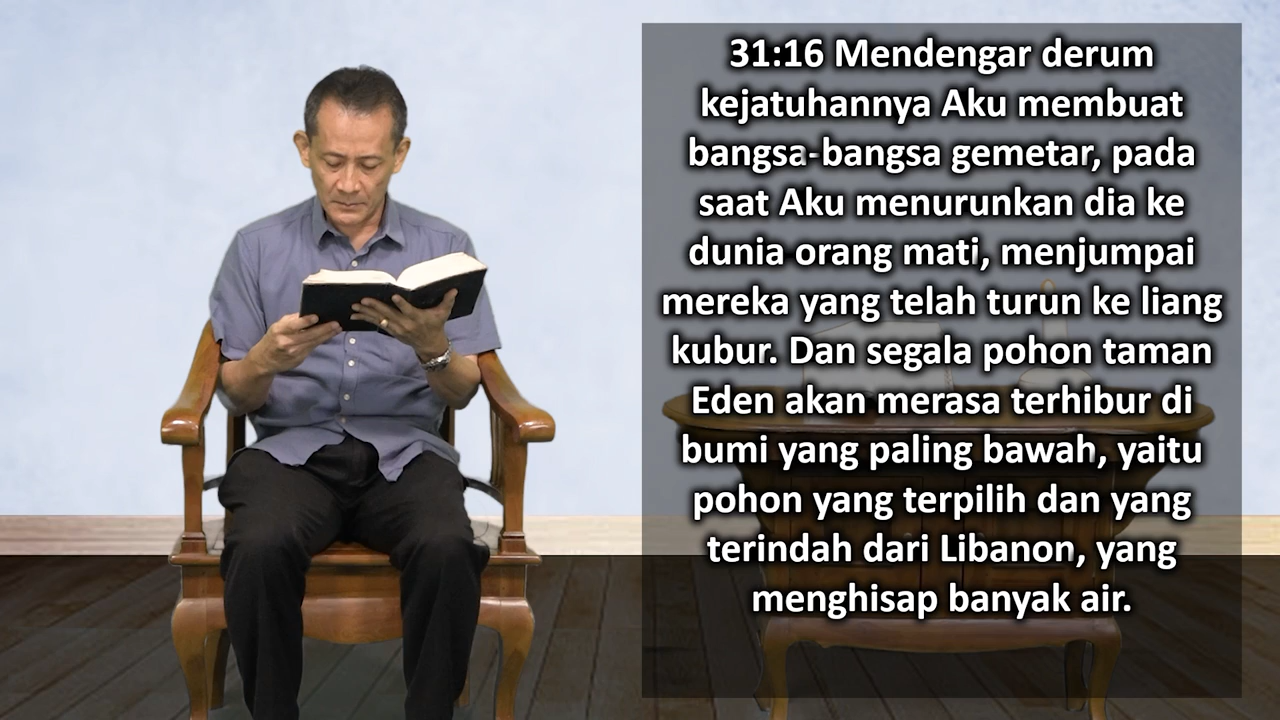 31:16 Mendengar derum
kejatuhannya Aku membuat
bangsa-bangsa gemetar, pada
saat Aku menurunkan dia ke
dunia orang mati, menjumpai
mereka yang telah turun ke liang
kubur. Dan segala pohon taman
Eden akan merasa terhibur di
bumi yang paling bawah, yaitu
pohon yang terpilih dan yang
terindah dari Libanon, yang
menghisap banyak air.